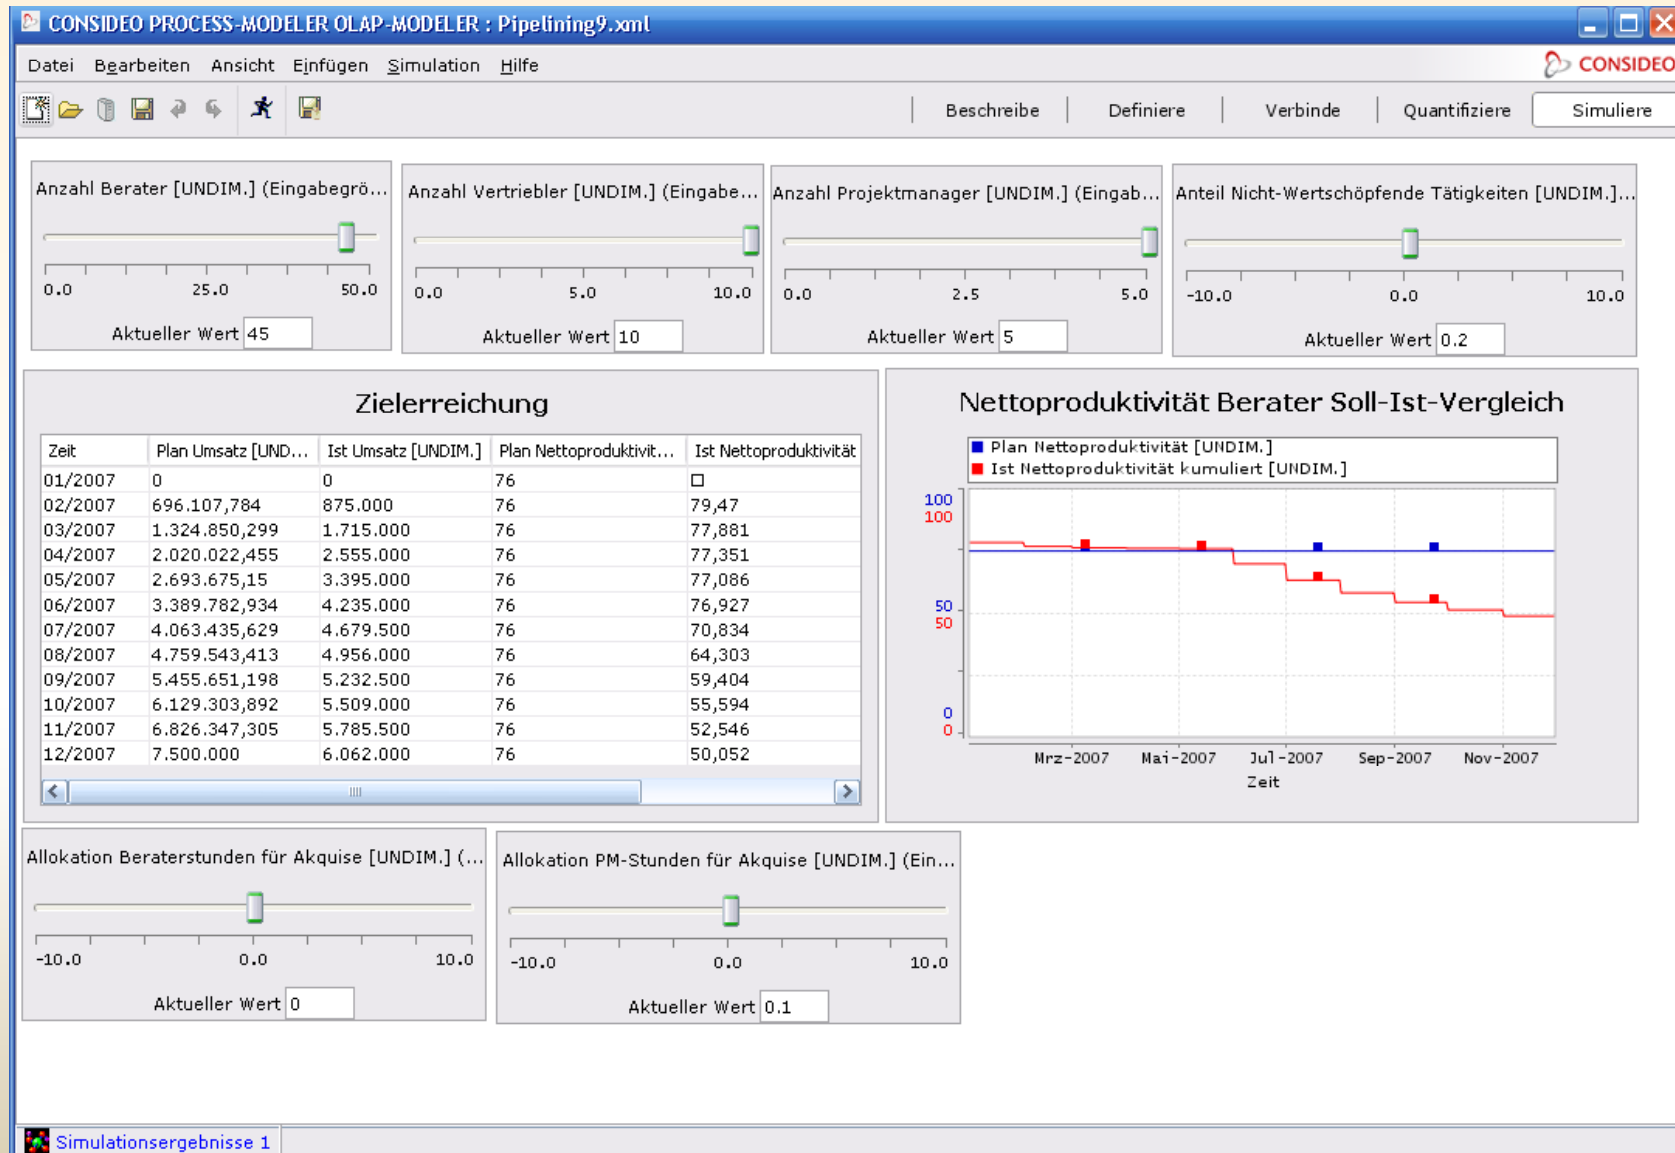 CONSIDEO PROCESS-MODELER OLAP-MODELER : Pipelining9.xml
Datei Bearbeiten Ansicht Einfügen Simulation Hilfe
CONSIDEO
Beschreibe Definiere Verbinde Quantifiziere Simuliere
Anzahl Berater [UNDIM.] (Eingabegrö...
0.0 25.0 50.0
Aktueller Wert 45
Anzahl Vertriebler [UNDIM.] (Eingabe...
0.0 5.0 10.0
Aktueller Wert 10
Anzahl Projektmanager [UNDIM.] (Eingab...
0.0 2.5 5.0
Aktueller Wert 5
Anteil Nicht-Wertschöpfende Tätigkeiten [UNDIM.]...
-10.0 0.0 10.0
Aktueller Wert 0.2
Zielerreichung
Zeit Plan Umsatz [UND... Ist Umsatz [UNDIM.] Plan Nettoproduktivit... Ist Nettoproduktivität
01/2007 0 0 76
02/2007 696.107,784 875.000 76 79,47
03/2007 1.324.850,299 1.715.000 76 77,881
04/2007 2.020.022,455 2.555.000 76 77,351
05/2007 2.693.675,15 3.395.000 76 77,086
06/2007 3.389.782,934 4.235.000 76 76,927
07/2007 4.063.435,629 4.679.500 76 70,834
08/2007 4.759.543,413 4.956.000 76 64,303
09/2007 5.455.651,198 5.232.500 76 59,404
10/2007 6.129.303,892 5.509.000 76 55,594
11/2007 6.826.347,305 5.785.500 76 52,546
12/2007 7.500.000 6.062.000 76 50,052
Nettoproduktivität Berater Soll-Ist-Vergleich
Plan Nettoproduktivität [UNDIM.]
Ist Nettoproduktivität kumuliert [UNDIM.]
100
100
50
50
0
0
Mrz-2007 Mai-2007 Jul-2007 Sep-2007 Nov-2007
Zeit
Allokation Beraterstunden für Akquise [UNDIM.] (...
-10.0 0.0 10.0
Aktueller Wert 0
Allokation PM-Stunden für Akquise [UNDIM.] (Ein...
-10.0 0.0 10.0
Aktueller Wert 0.1
Simulationsergebnisse 1